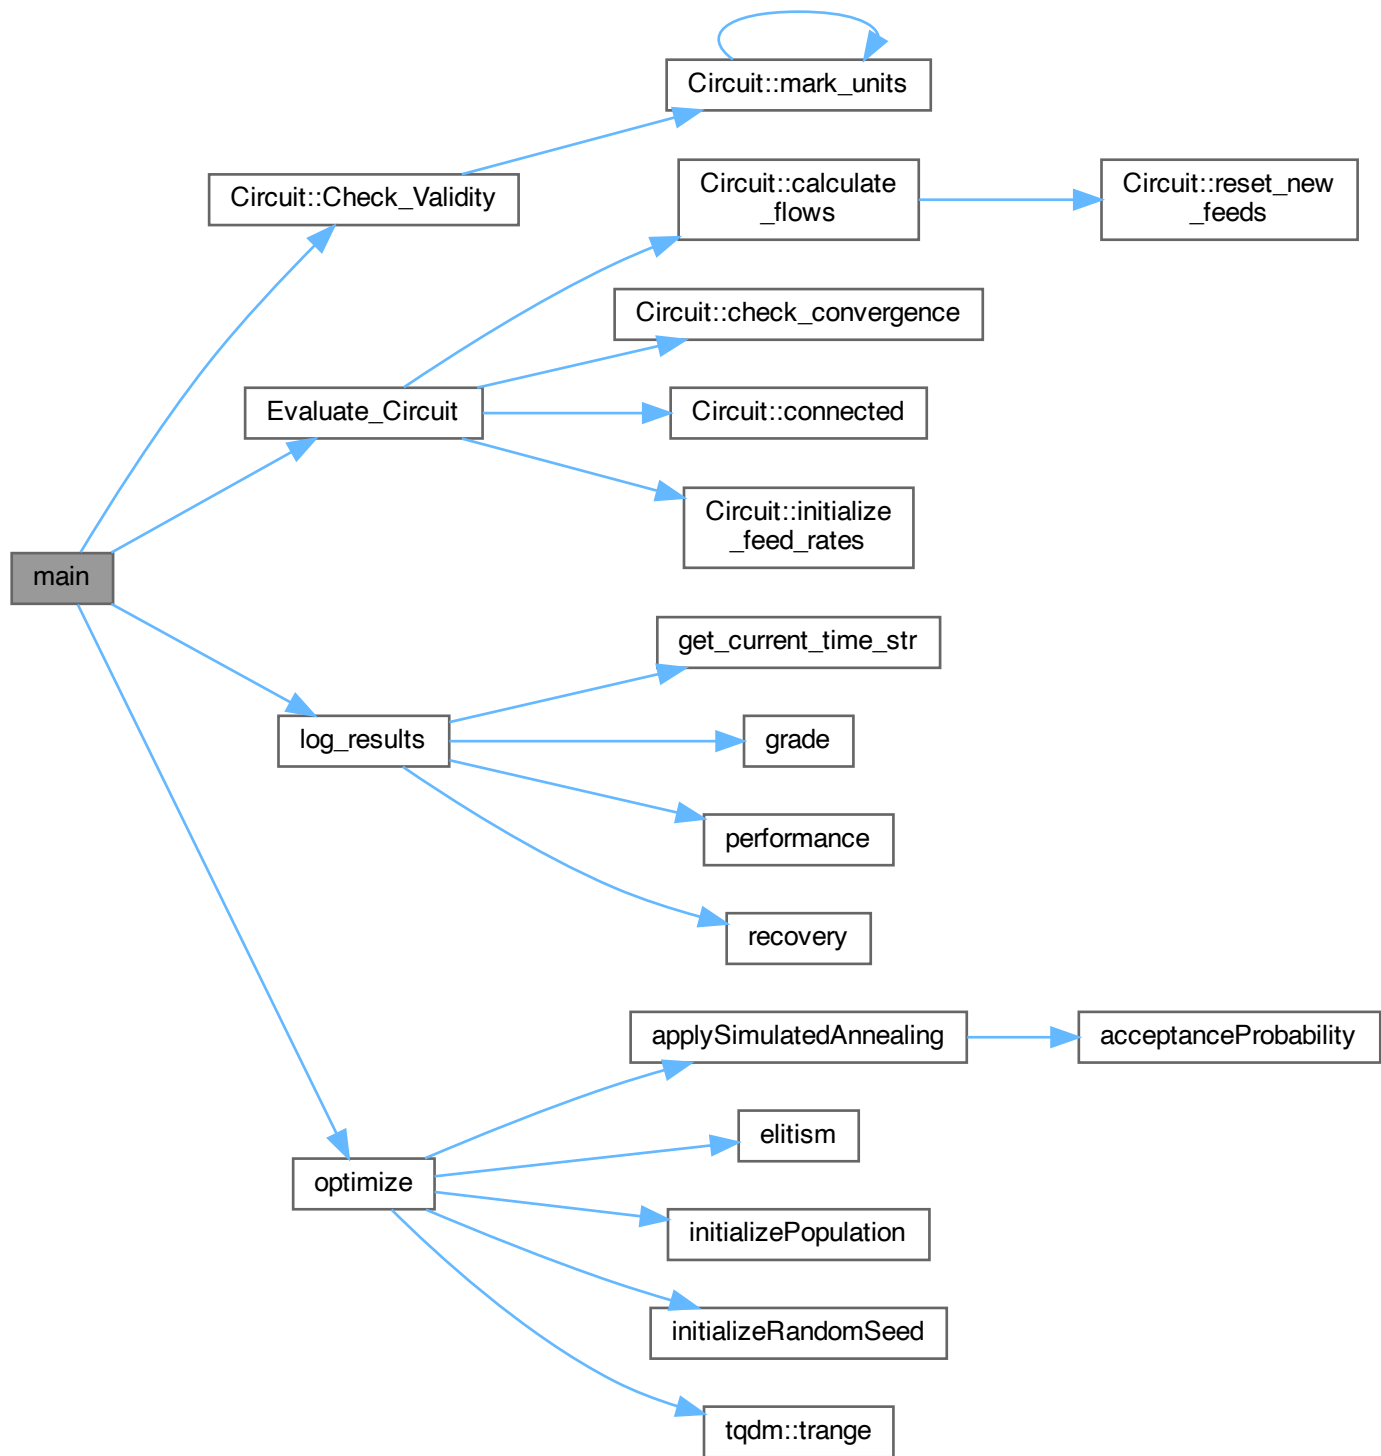 Circuit::mark_units
Circuit::Check_Validity
Circuit::calculate
_flows
Circuit::reset_new
_feeds
Circuit::check_convergence
Evaluate_Circuit
Circuit::connected
Circuit::initialize
_feed_rates
main
get_current_time_str
log_results
grade
performance
recovery
applySimulatedAnnealing
acceptanceProbability
elitism
optimize
initializePopulation
initializeRandomSeed
tqdm::trange